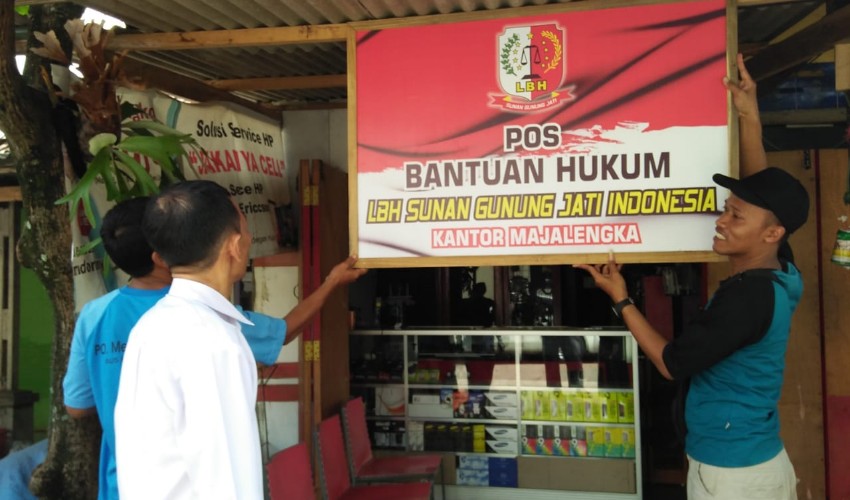 LBH
SUNAN GUNUNG JATI
POS
BANTUAN HUKUM
LBH SUNAN GUNUNG JATI INDONESIA
KANTOR MAJALENGKA
Solusi Service HP
"JAKAI YA CELL"